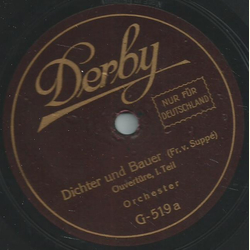 Derby
NUR FÜR
DEUTSCHLAND
Dichter und Bauer (Fr. v. Suppé)
Ouvertüre, I. Teil
Orchester
G-519a